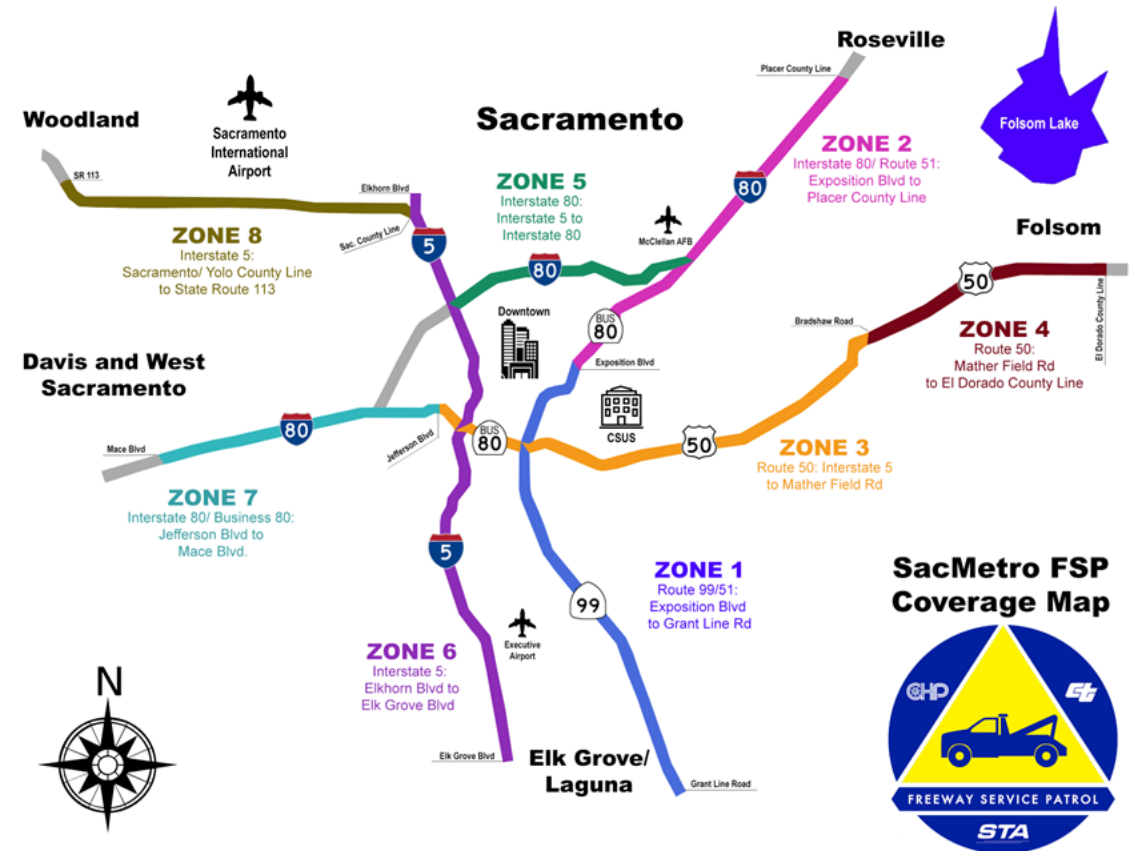 Roseville
Placer County Line
Woodland
Sacramento
International
Airport
Sacramento
Folsom Lake
SR 113
Elkhorn Blvd
Sac. County Line
5
ZONE 8
Interstate 5:
Sacramento/ Yolo County Line
to State Route 113
ZONE 5
Interstate 80:
Interstate 5 to
Interstate 80
80
McClellan AFB
ZONE 2
Interstate 80/ Route 51:
Exposition Blvd to
Placer County Line
80
Folsom
50
El Dorado County Line
Bradshaw Road
ZONE 4
Route 50:
Mather Field Rd
to El Dorado County Line
Downtown
BUS
80
Exposition Blvd
CSUS
Davis and West
Sacramento
Mace Blvd
80
Jefferson Blvd
BUS
80
50
ZONE 3
Route 50: Interstate 5
to Mather Field Rd
ZONE 7
Interstate 80/ Business 80:
Jefferson Blvd to
Mace Blvd.
5
99
ZONE 1
Route 99/51:
Exposition Blvd
to Grant Line Rd
ZONE 6
Interstate 5:
Elkhorn Blvd to
Elk Grove Blvd
Executive
Airport
N
Elk Grove Blvd
Elk Grove/
Laguna
Grant Line Road
SacMetro FSP
Coverage Map
CHP
ct
FREEWAY SERVICE PATROL
STA